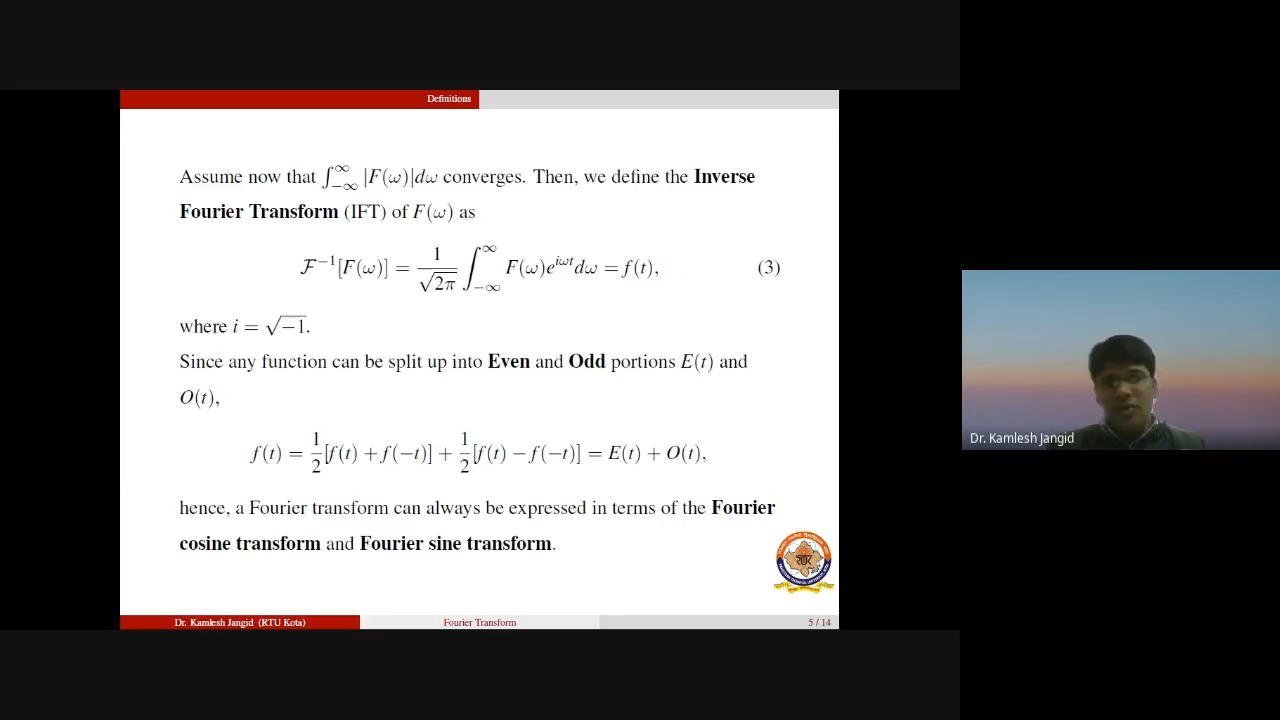 Definitions
Assume now that ∫_{−∞}^{∞} |F(ω)|dω converges. Then, we define the Inverse
Fourier Transform (IFT) of F(ω) as
ℱ⁻¹[F(ω)] = 1/√2π ∫_{−∞}^{∞} F(ω)e^{iωt}dω = f(t), (3)
where i = √−1.
Since any function can be split up into Even and Odd portions E(t) and
O(t),
f(t) = 1/2[f(t) + f(−t)] + 1/2[f(t) − f(−t)] = E(t) + O(t),
hence, a Fourier transform can always be expressed in terms of the Fourier
cosine transform and Fourier sine transform.
Dr. Kamlesh Jangid (RTU Kota) Fourier Transform 5 / 14
Dr. Kamlesh Jangid